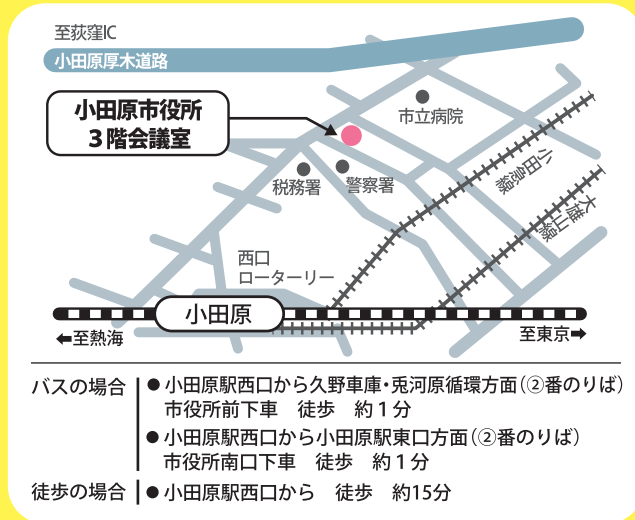 至荻窪IC
小田原厚木道路
小田原市役所
３階会議室
市立病院
税務署
警察署
小田急線
大雄山線
西口
ローターリー
小田原
←至熱海
至東京→
バスの場合
● 小田原駅西口から久野車庫・兎河原循環方面（②番のりば）
市役所前下車　徒歩　約１分
● 小田原駅西口から小田原駅東口方面（②番のりば）
市役所南口下車　徒歩　約１分
徒歩の場合
● 小田原駅西口から　徒歩　約15分